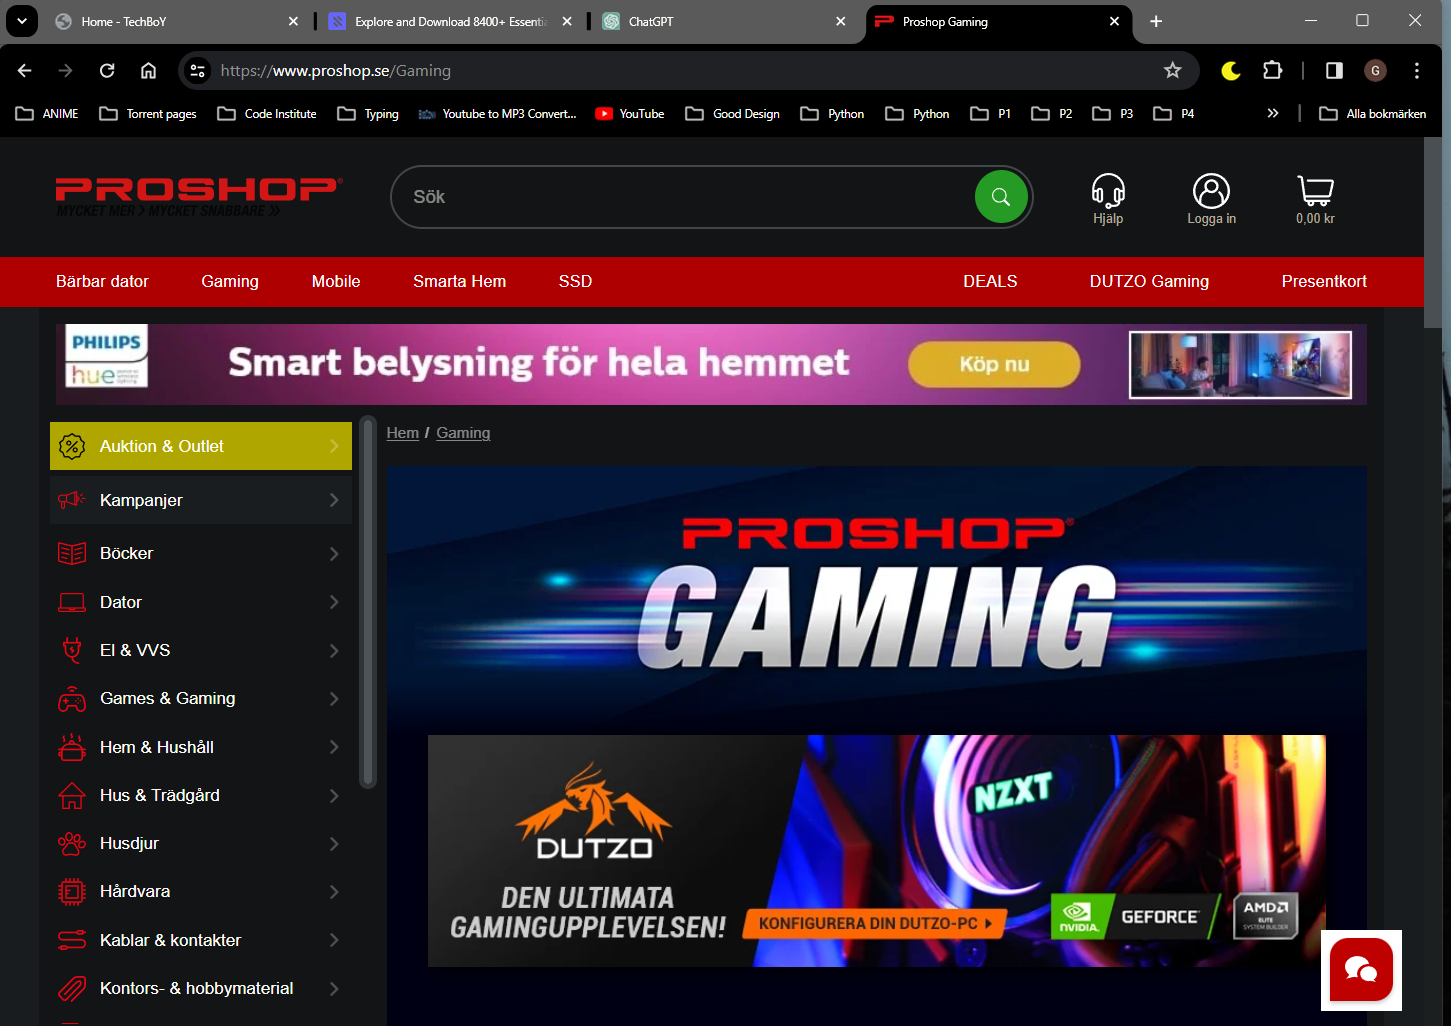 Home - TechBoY
Explore and Download 8400+ Essentia
ChatGPT
Proshop Gaming
https://www.proshop.se/Gaming
G
ANIME
Torrent pages
Code Institute
Typing
Youtube to MP3 Convert...
YouTube
Good Design
Python
Python
P1
P2
P3
P4
Alla bokmärken
PROSHOP®
MYCKET MER > MYCKET SNABBARE »
Sök
Hjälp
Logga in
0,00 kr
Bärbar dator
Gaming
Mobile
Smarta Hem
SSD
DEALS
DUTZO Gaming
Presentkort
PHILIPS
hue
Smart belysning för hela hemmet
Köp nu
Auktion & Outlet
Kampanjer
Böcker
Dator
El & VVS
Games & Gaming
Hem & Hushåll
Hus & Trädgård
Husdjur
Hårdvara
Kablar & kontakter
Kontors- & hobbymaterial
Hem / Gaming
PROSHOP®
GAMING
DUTZO
DEN ULTIMATA
GAMINGUPPLEVELSEN!
KONFIGURERA DIN DUTZO-PC
NZXT
NVIDIA.
GEFORCE
AMD
ELITE
SYSTEM BUILDER